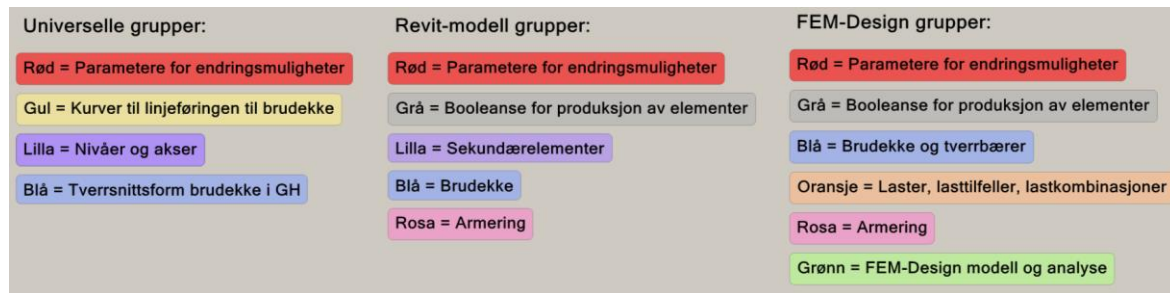 Universelle grupper:
Rød = Parametere for endringsmuligheter
Gul = Kurver til linjeføringen til brudekke
Lilla = Nivåer og akser
Blå = Tverrsnittsform brudekke i GH
Revit-modell grupper:
Rød = Parametere for endringsmuligheter
Grå = Booleanse for produksjon av elementer
Lilla = Sekundærelementer
Blå = Brudekke
Rosa = Armering
FEM-Design grupper:
Rød = Parametere for endringsmuligheter
Grå = Booleanse for produksjon av elementer
Blå = Brudekke og tverrbærer
Oransje = Laster, lasttilfeller, lastkombinasjoner
Rosa = Armering
Grønn = FEM-Design modell og analyse